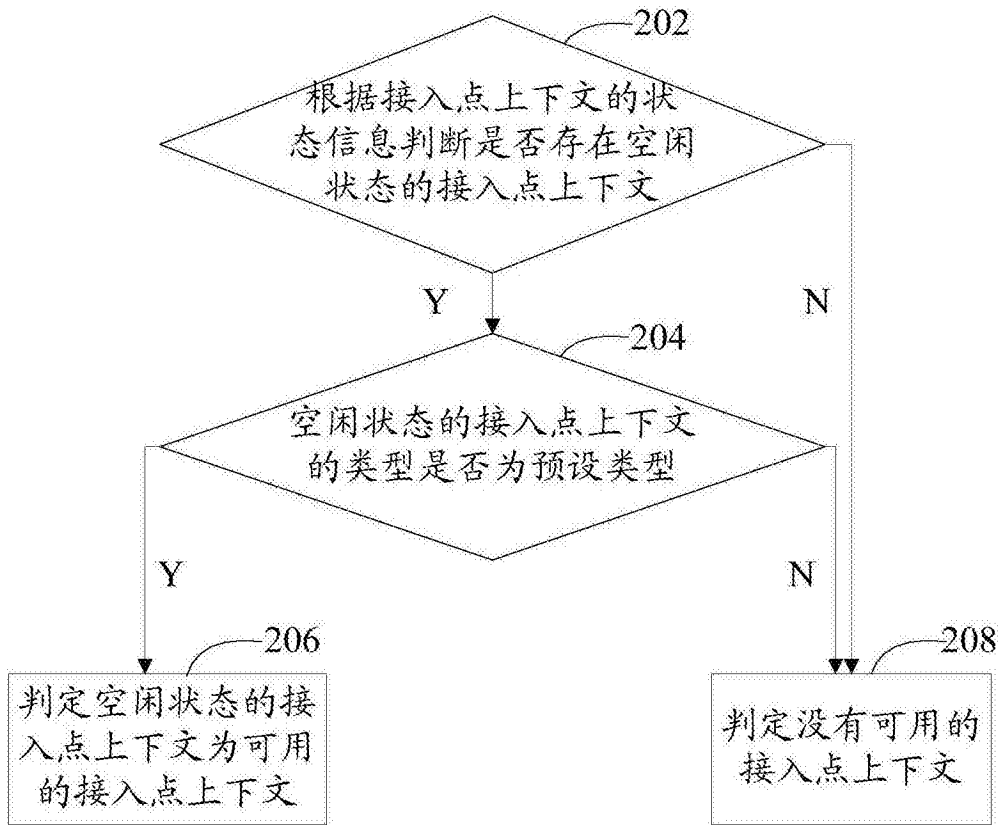 202
根据接入点上下文的状
态信息判断是否存在空闲
状态的接入点上下文
Y
N
204
空闲状态的接入点上下文
的类型是否为预设类型
Y
N
206
208
判定空闲状态的接
入点上下文为可用
的接入点上下文
判定没有可用的
接入点上下文